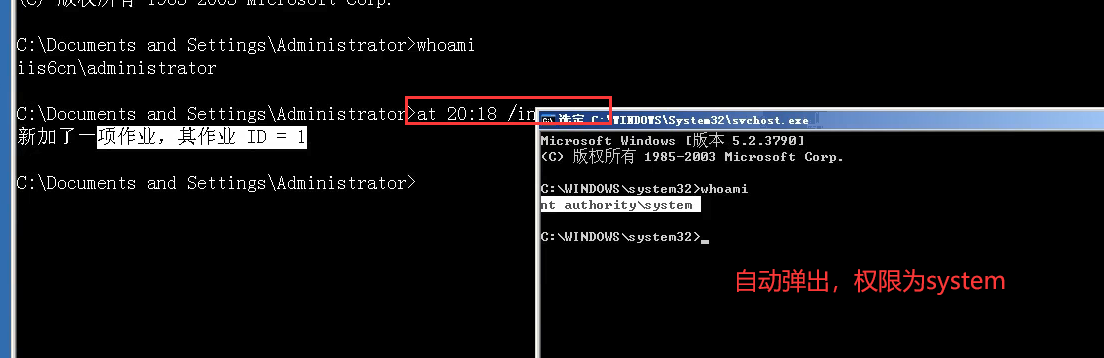 (C) 版权所有 1985-2003 Microsoft Corp.
C:\Documents and Settings\Administrator>whoami
iis6cn\administrator
C:\Documents and Settings\Administrator>at 20:18 /in
新加了一项作业，其作业 ID = 1
C:\Documents and Settings\Administrator>
选定 C:\WINDOWS\System32\svchost.exe
Microsoft Windows [版本 5.2.3790]
(C) 版权所有 1985-2003 Microsoft Corp.
C:\WINDOWS\system32>whoami
nt authority\system
C:\WINDOWS\system32>_
自动弹出，权限为system